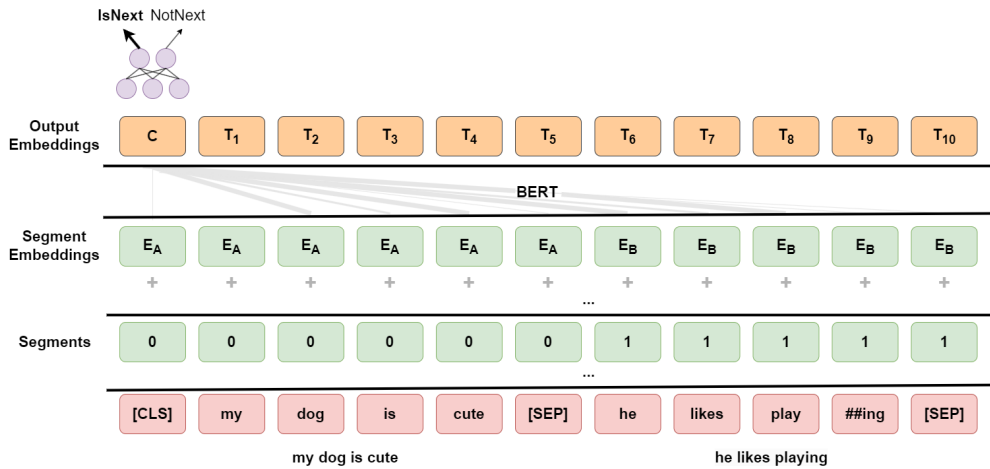 IsNext NotNext
Output Embeddings C T1 T2 T3 T4 T5 T6 T7 T8 T9 T10
BERT
Segment Embeddings EA EA EA EA EA EA EB EB EB EB EB
+ + + + + + + + + + +
...
Segments 0 0 0 0 0 0 1 1 1 1 1
...
[CLS] my dog is cute [SEP] he likes play ##ing [SEP]
my dog is cute he likes playing